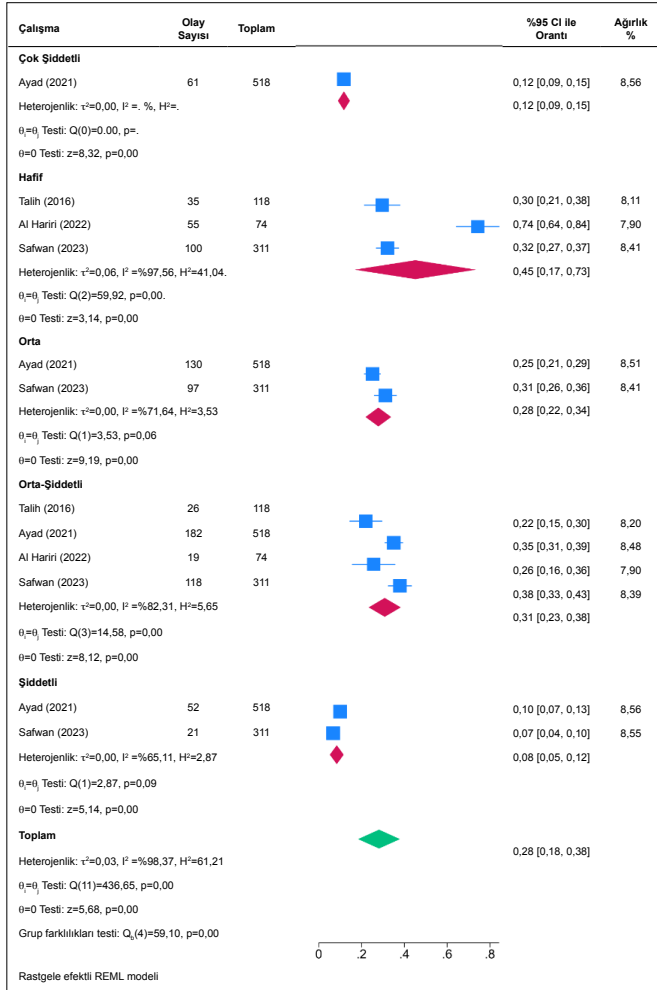 Çalışma Olay Sayısı Toplam %95 CI ile Orantı Ağırlık %
Çok Şiddetli
Ayad (2021) 61 518 0,12 [0,09, 0,15] 8,56
Heterojenlik: τ²=0,00, I² =. %, H²=. 0,12 [0,09, 0,15]
θᵢ=θⱼ Testi: Q(0)=0.00, p=.
θ=0 Testi: z=8,32, p=0,00
Hafif
Talih (2016) 35 118 0,30 [0,21, 0,38] 8,11
Al Hariri (2022) 55 74 0,74 [0,64, 0,84] 7,90
Safwan (2023) 100 311 0,32 [0,27, 0,37] 8,41
Heterojenlik: τ²=0,06, I² =%97,56, H²=41,04. 0,45 [0,17, 0,73]
θᵢ=θⱼ Testi: Q(2)=59,92, p=0,00.
θ=0 Testi: z=3,14, p=0,00
Orta
Ayad (2021) 130 518 0,25 [0,21, 0,29] 8,51
Safwan (2023) 97 311 0,31 [0,26, 0,36] 8,41
Heterojenlik: τ²=0,00, I² =%71,64, H²=3,53 0,28 [0,22, 0,34]
θᵢ=θⱼ Testi: Q(1)=3,53, p=0,06
θ=0 Testi: z=9,19, p=0,00
Orta-Şiddetli
Talih (2016) 26 118 0,22 [0,15, 0,30] 8,20
Ayad (2021) 182 518 0,35 [0,31, 0,39] 8,48
Al Hariri (2022) 19 74 0,26 [0,16, 0,36] 7,90
Safwan (2023) 118 311 0,38 [0,33, 0,43] 8,39
Heterojenlik: τ²=0,00, I² =%82,31, H²=5,65 0,31 [0,23, 0,38]
θᵢ=θⱼ Testi: Q(3)=14,58, p=0,00
θ=0 Testi: z=8,12, p=0,00
Şiddetli
Ayad (2021) 52 518 0,10 [0,07, 0,13] 8,56
Safwan (2023) 21 311 0,07 [0,04, 0,10] 8,55
Heterojenlik: τ²=0,00, I² =%65,11, H²=2,87 0,08 [0,05, 0,12]
θᵢ=θⱼ Testi: Q(1)=2,87, p=0,09
θ=0 Testi: z=5,14, p=0,00
Toplam 0,28 [0,18, 0,38]
Heterojenlik: τ²=0,03, I² =%98,37, H²=61,21
θᵢ=θⱼ Testi: Q(11)=436,65, p=0,00
θ=0 Testi: z=5,68, p=0,00
Grup farklılıkları testi: Q_b(4)=59,10, p=0,00
0 .2 .4 .6 .8
Rastgele efektli REML modeli